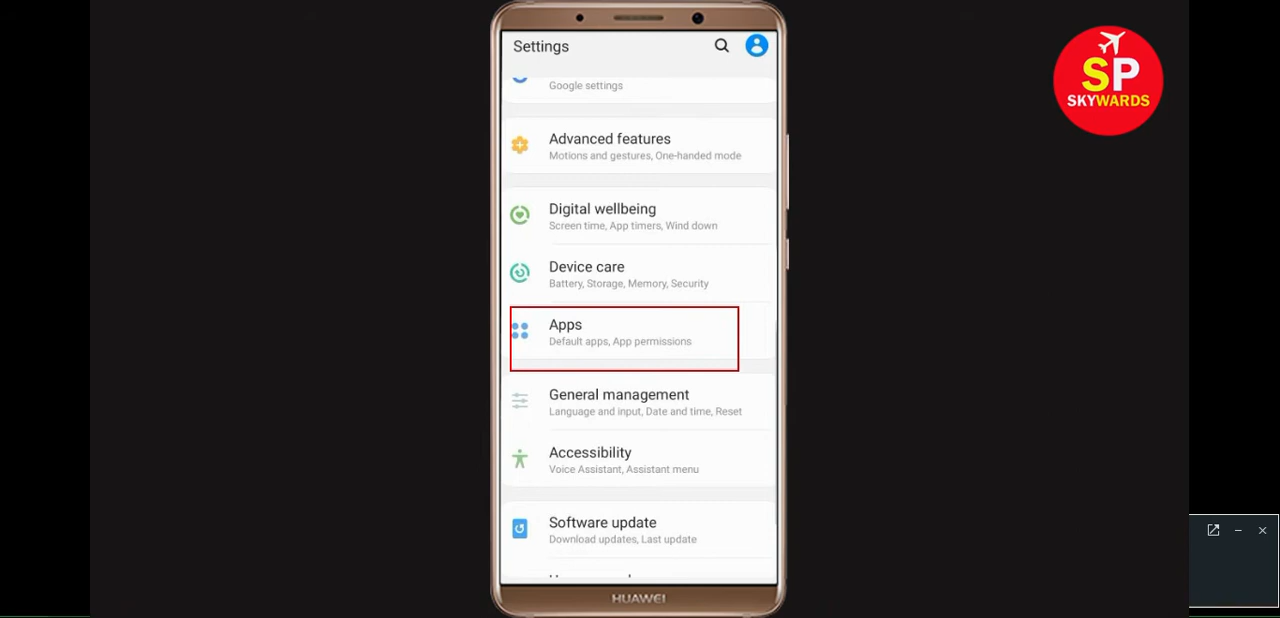 Settings
Google settings
Advanced features
Motions and gestures, One-handed mode
Digital wellbeing
Screen time, App timers, Wind down
Device care
Battery, Storage, Memory, Security
Apps
Default apps, App permissions
General management
Language and input, Date and time, Reset
Accessibility
Voice Assistant, Assistant menu
Software update
Download updates, Last update
HUAWEI
SP
SKYWARDS